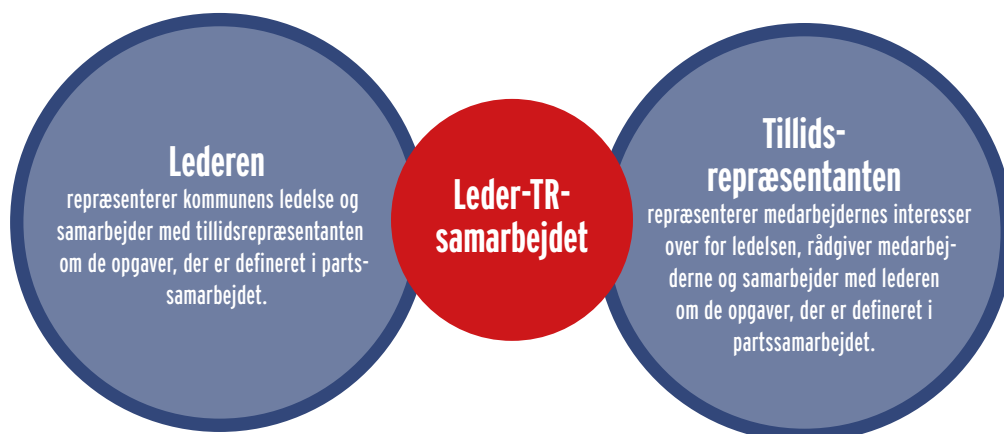 Lederen
repræsenterer kommunens ledelse og
samarbejder med tillidsrepræsentanten
om de opgaver, der er defineret i parts-
samarbejdet.
Leder-TR-
samarbejdet
Tillids-
repræsentanten
repræsenterer medarbejdernes interesser
over for ledelsen, rådgiver medarbej-
derne og samarbejder med lederen
om de opgaver, der er defineret i
partssamarbejdet.